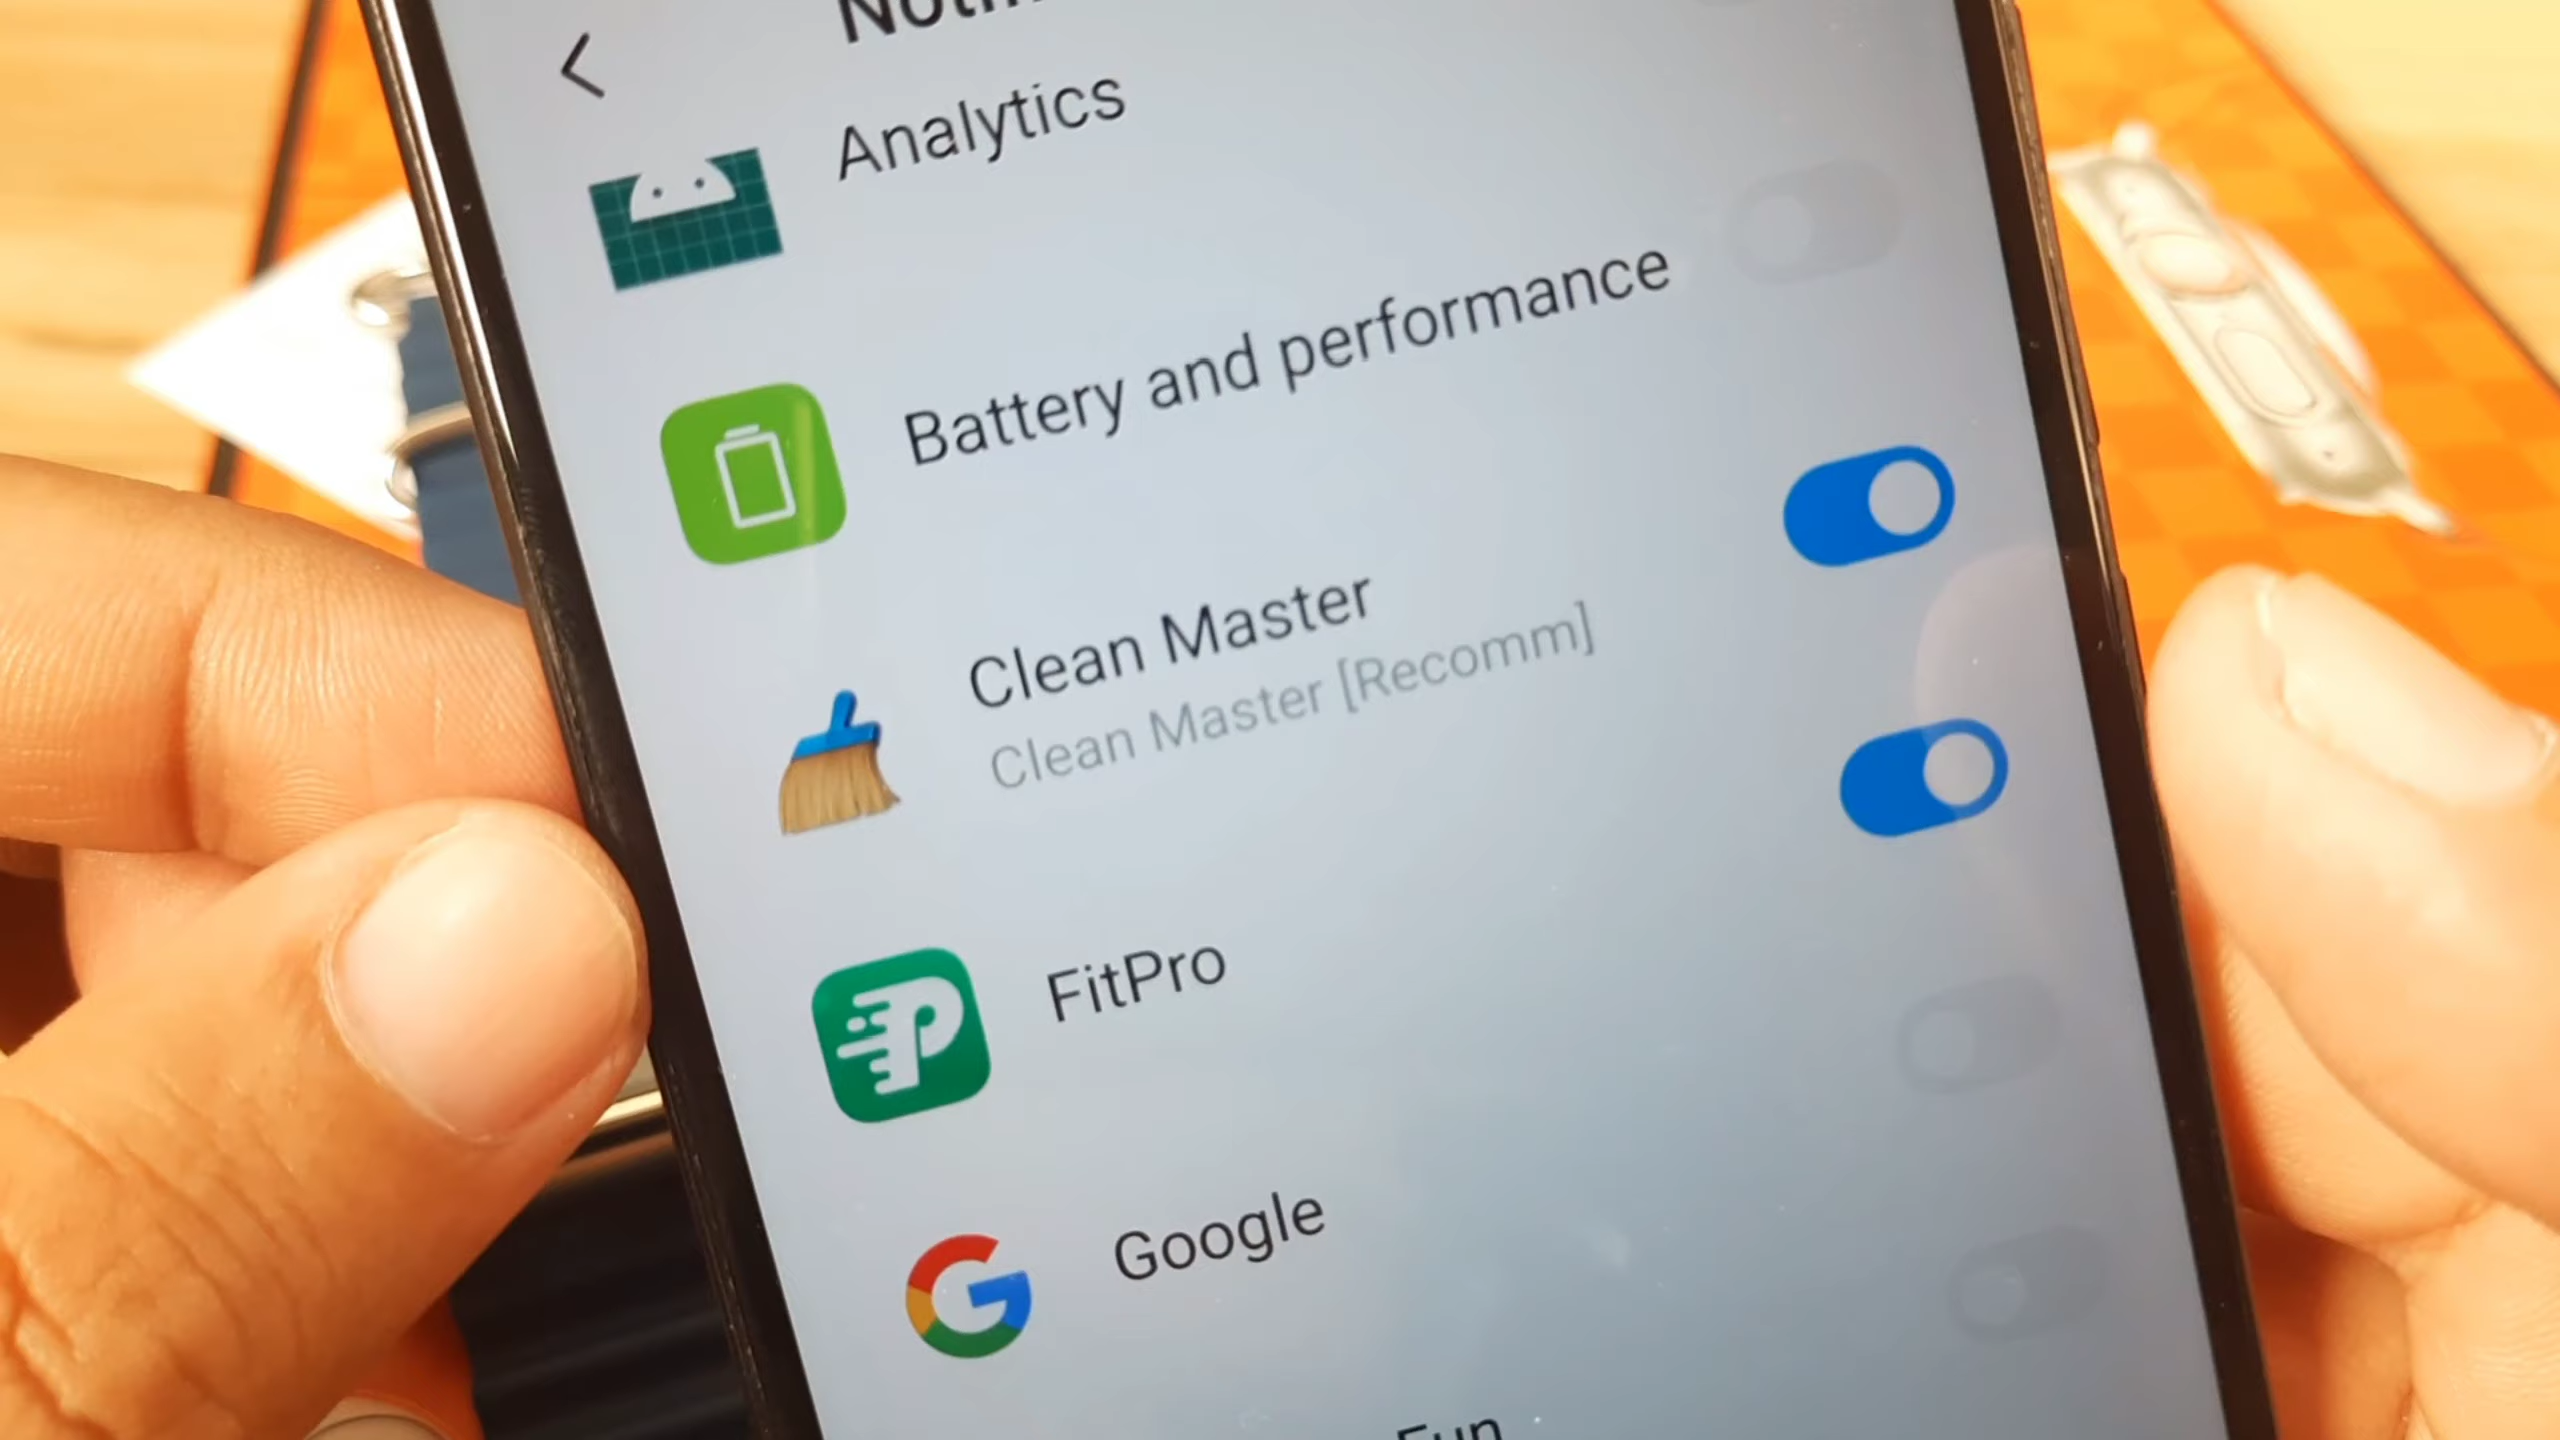 Analytics
Battery and performance
Clean Master
Clean Master [Recomm]
FitPro
Google